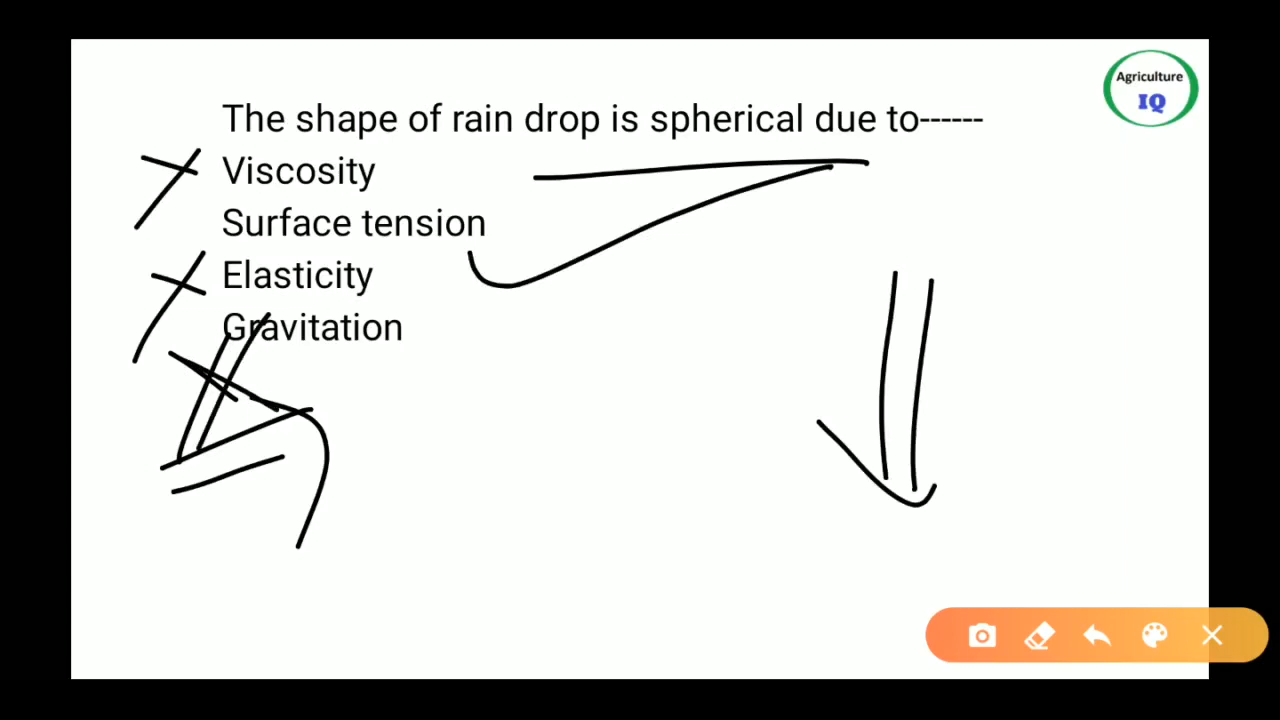 Agriculture
IQ
The shape of rain drop is spherical due to------
Viscosity
Surface tension
Elasticity
Gravitation